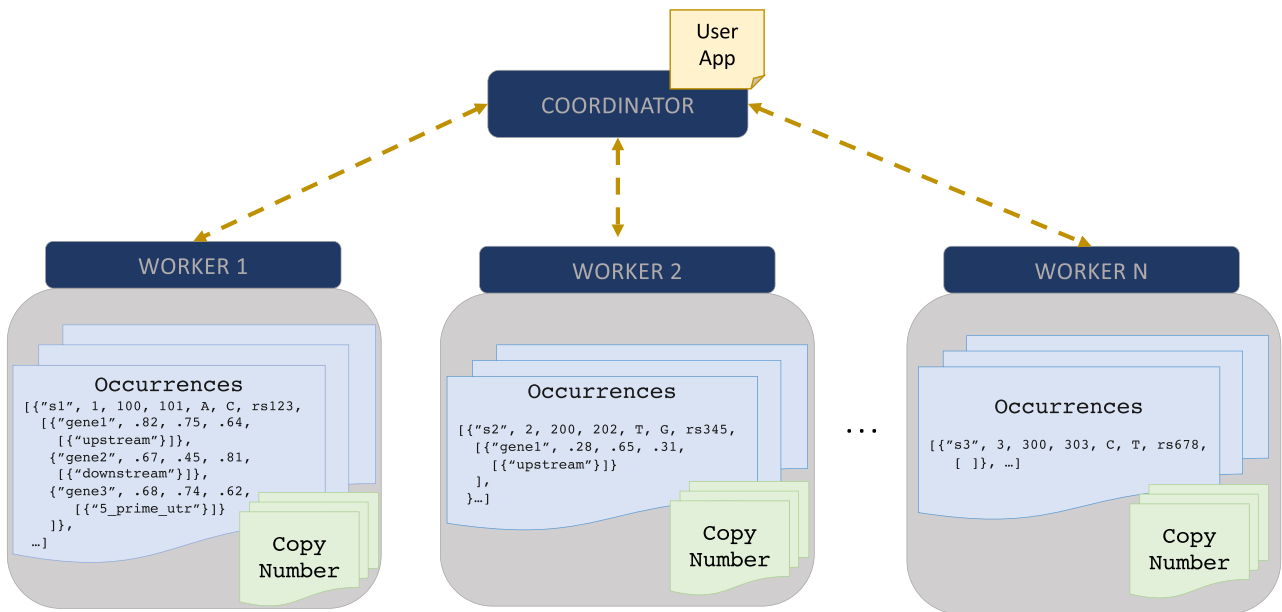 User
App
COORDINATOR
WORKER 1
Occurrences
[{"s1", 1, 100, 101, A, C, rs123,
[{“gene1”, .82, .75, .64,
[{“upstream”}]},
{“gene2”, .67, .45, .81,
[{“downstream”}]},
{“gene3”, .68, .74, .62,
[{“5_prime_utr”}]}
]},
…]
Copy
Number
WORKER 2
Occurrences
[{”s2”, 2, 200, 202, T, G, rs345,
[{“gene1”, .28, .65, .31,
[{“upstream”}]}
],
}…]
Copy
Number
...
WORKER N
Occurrences
[{”s3”, 3, 300, 303, C, T, rs678,
[ ]}, …]
Copy
Number